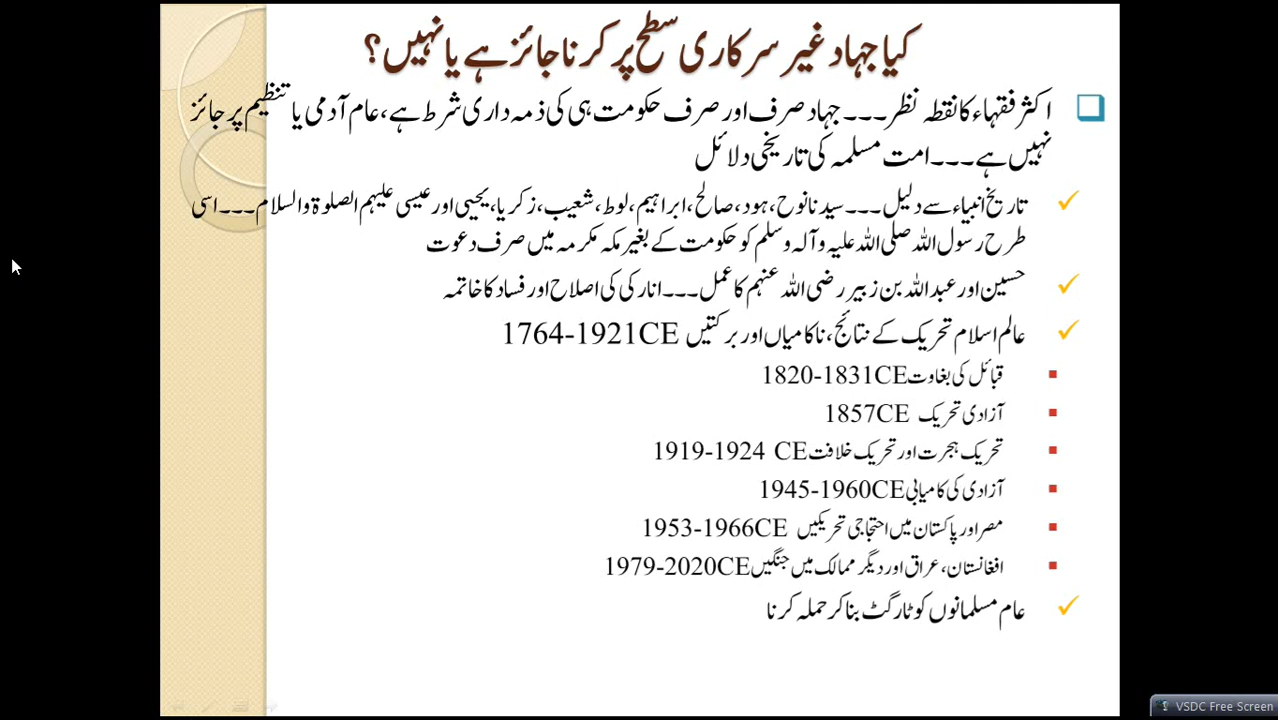 کیا جہاد غیر سرکاری سطح پر کرنا جائز ہے یا نہیں؟
اکثر فقہاء کا نقطہ نظر۔۔۔ جہاد صرف اور صرف حکومت ہی کی ذمہ داری شرط ہے، عام آدمی یا تنظیم پر جائز
نہیں ہے۔۔۔ امت مسلمہ کی تاریخی دلائل
تاریخ انبیاء سے دلیل۔۔۔ سیدنا نوح، ہود، صالح، ابراہیم، لوط، شعیب، زکریا، یحیی اور عیسی علیہم الصلوۃ والسلام۔۔۔ اسی
طرح رسول اللہ صلی اللہ علیہ وآلہ وسلم کو حکومت کے بغیر مکہ مکرمہ میں صرف دعوت
حسین اور عبد اللہ بن زبیر رضی اللہ عنہم کا عمل۔۔۔ انارکی کی اصلاح اور فساد کا خاتمہ
عالم اسلام تحریک کے نتائج، ناکامیاں اور برکتیں 1764-1921CE
قبائل کی بغاوت 1820-1831CE
آزادی تحریک 1857CE
تحریک ہجرت اور تحریک خلافت 1919-1924 CE
آزادی کی کامیابی 1945-1960CE
مصر اور پاکستان میں احتجاجی تحریکیں 1953-1966CE
افغانستان، عراق اور دیگر ممالک میں جنگیں 1979-2020CE
عام مسلمانوں کو ٹارگٹ بنا کر حملہ کرنا
VSDC Free Screen